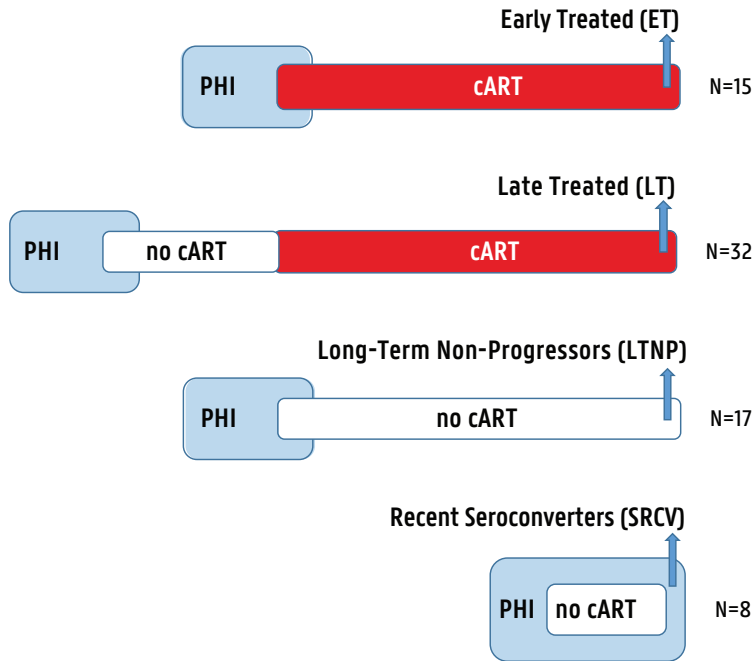 Early Treated (ET)
PHI
cART
N=15
Late Treated (LT)
PHI
no cART
cART
N=32
Long-Term Non-Progressors (LTNP)
PHI
no cART
N=17
Recent Seroconverters (SRCV)
PHI
no cART
N=8